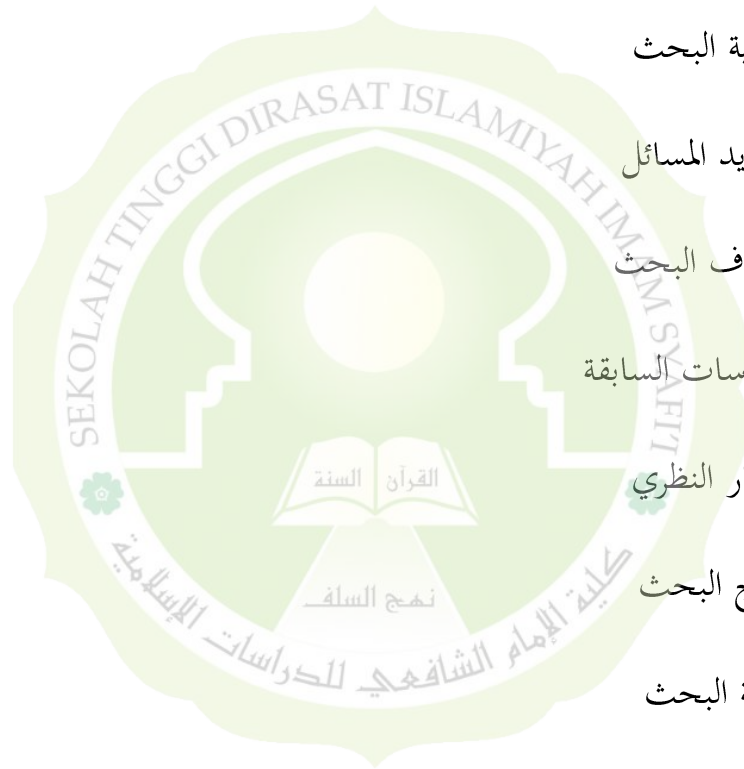 ية البحث
يد المسائل
ف البحث
سات السابقة
ر النظري
ج البحث
ة البحث
SEKOLAH TINGGI DIRASAT ISLAMIYAH IMAM SYAFI'I
القرآن السنة
نهج السلف
كلية الإمام الشافعي للدراسات الإسلامية